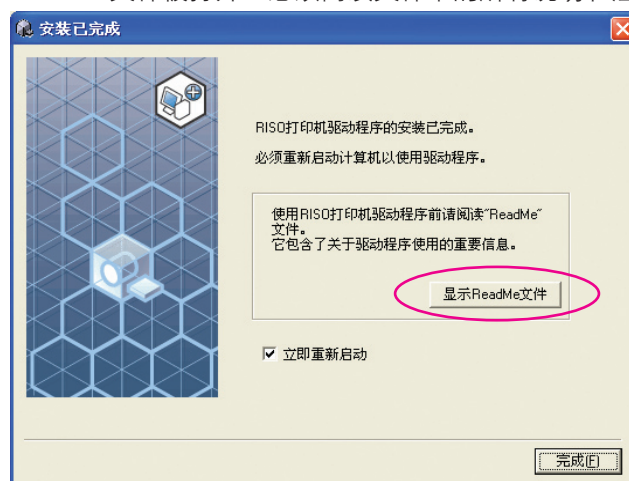 安装已完成
RISO打印机驱动程序的安装已完成。
必须重新启动计算机以使用驱动程序。
使用RISO打印机驱动程序前请阅读"ReadMe"
文件。
它包含了关于驱动程序使用的重要信息。
显示ReadMe文件
立即重新启动
完成(F)